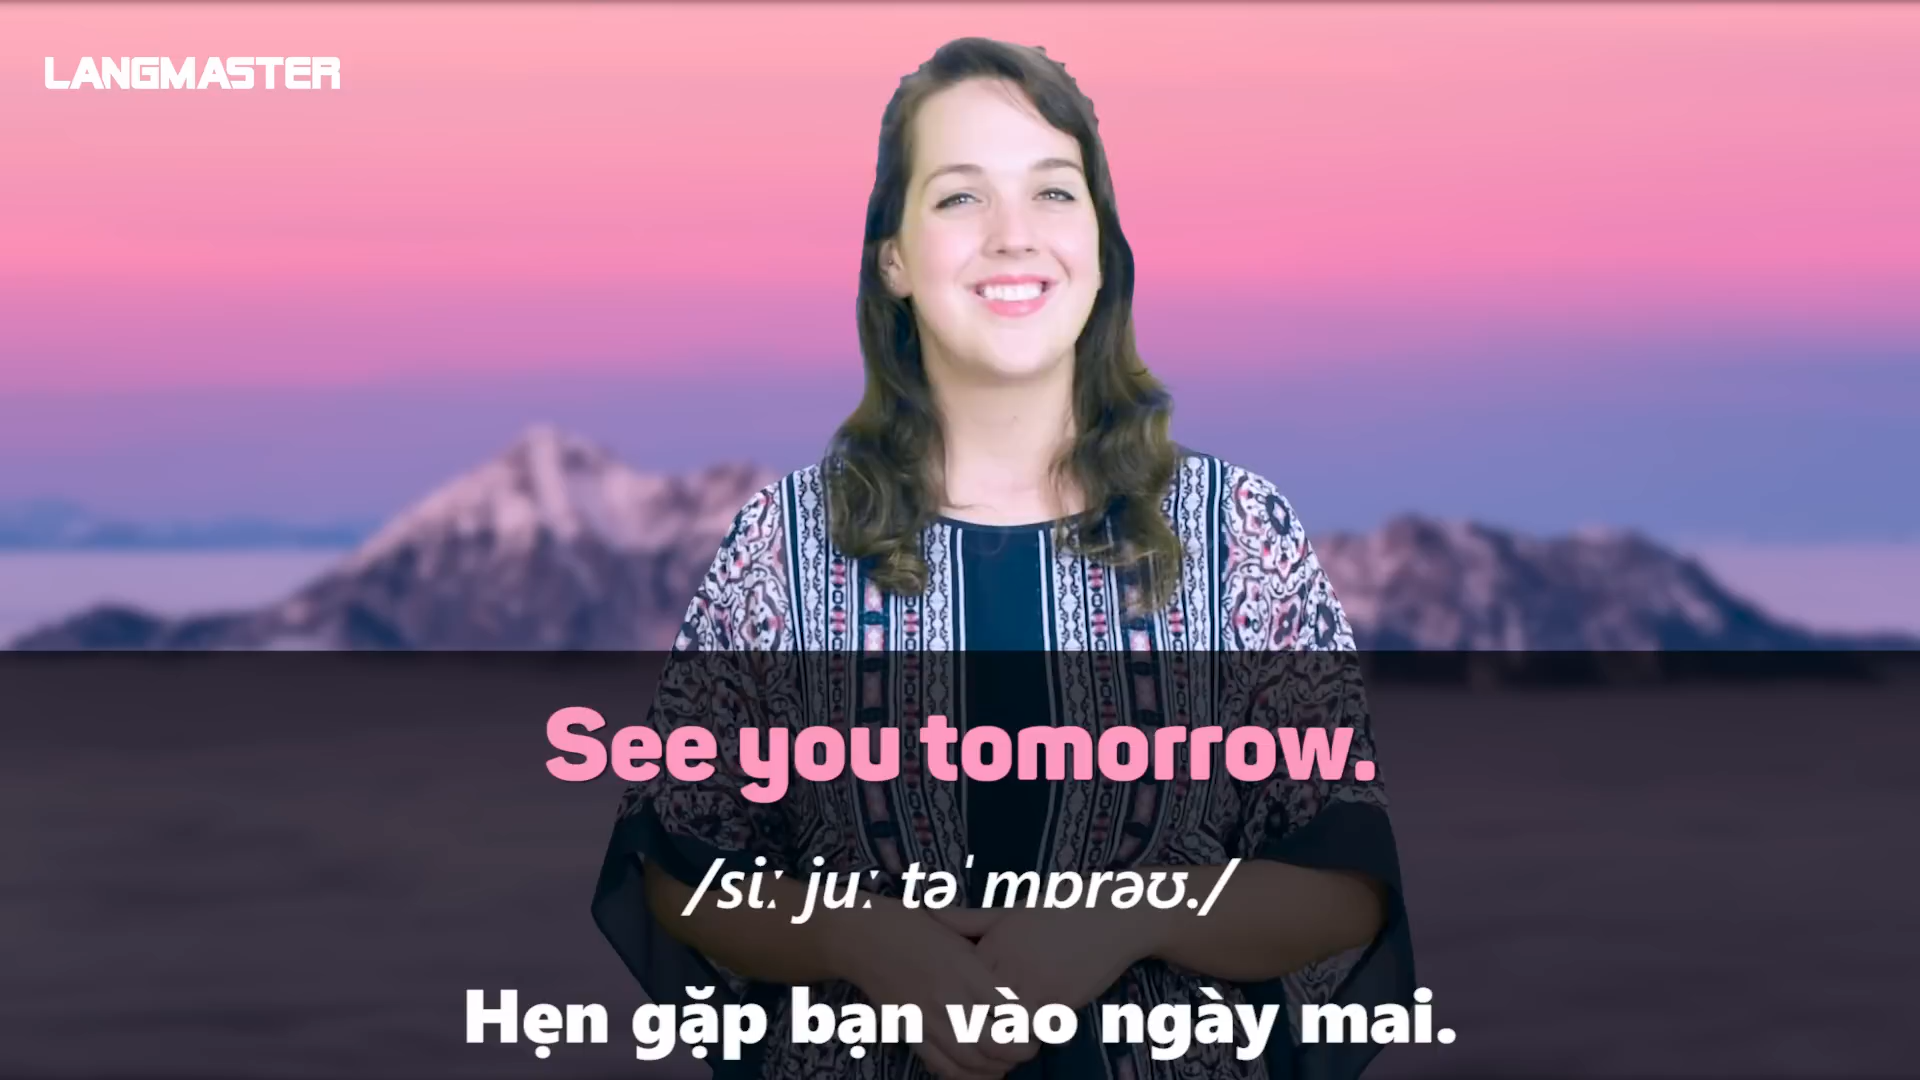 LANGMASTER
See you tomorrow.
/siː juː təˈmɒrəʊ./
Hẹn gặp bạn vào ngày mai.